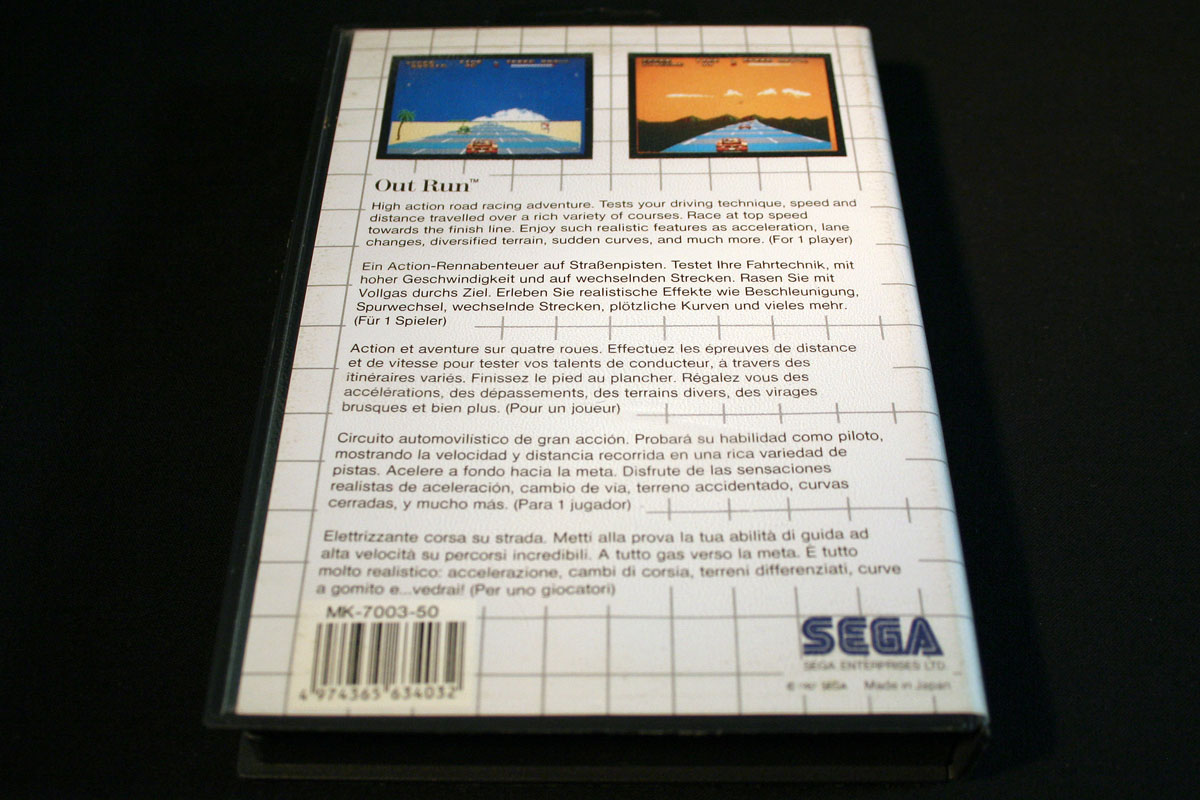 Out Run™
High action road racing adventure. Tests your driving technique, speed and
distance travelled over a rich variety of courses. Race at top speed
towards the finish line. Enjoy such realistic features as acceleration, lane
changes, diversified terrain, sudden curves, and much more. (For 1 player)
Ein Action-Rennabenteuer auf Straßenpisten. Testet Ihre Fahrtechnik, mit
hoher Geschwindigkeit und auf wechselnden Strecken. Rasen Sie mit
Vollgas durchs Ziel. Erleben Sie realistische Effekte wie Beschleunigung,
Spurwechsel, wechselnde Strecken, plötzliche Kurven und vieles mehr.
(Für 1 Spieler)
Action et aventure sur quatre roues. Effectuez les épreuves de distance
et de vitesse pour tester vos talents de conducteur, à travers des
itinéraires variés. Finissez le pied au plancher. Régalez vous des
accélérations, des dépassements, des terrains divers, des virages
brusques et bien plus. (Pour un joueur)
Circuito automovilístico de gran acción. Probará su habilidad como piloto,
mostrando la velocidad y distancia recorrida en una rica variedad de
pistas. Acelere a fondo hacia la meta. Disfrute de las sensaciones
realistas de aceleración, cambio de vía, terreno accidentado, curvas
cerradas, y mucho más. (Para 1 jugador)
Elettrizzante corsa su strada. Metti alla prova la tua abilità di guida ad
alta velocità su percorsi incredibili. A tutto gas verso la meta. È tutto
molto realistico: accelerazione, cambi di corsia, terreni differenziati, curve
a gomito e...vedrai! (Per uno giocatori)
MK-7003-50
4 974365 634032
SEGA
SEGA ENTERPRISES LTD.
© 1987 SEGA Made in Japan